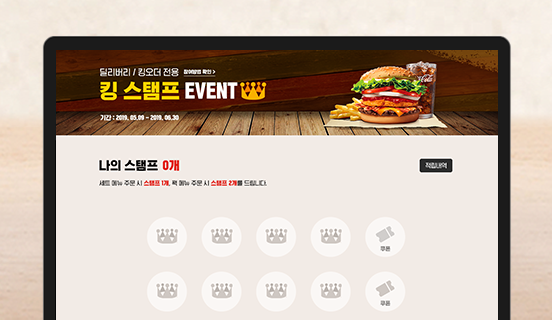 딜리버리 / 킹오더 전용 참여방법 확인 >
킹 스탬프 EVENT
기간 : 2019. 05.09 ~ 2019. 06.30
나의 스탬프 0개
적립내역
세트 메뉴 주문 시 스탬프 1개, 팩 메뉴 주문 시 스탬프 2개를 드립니다.
쿠폰
쿠폰